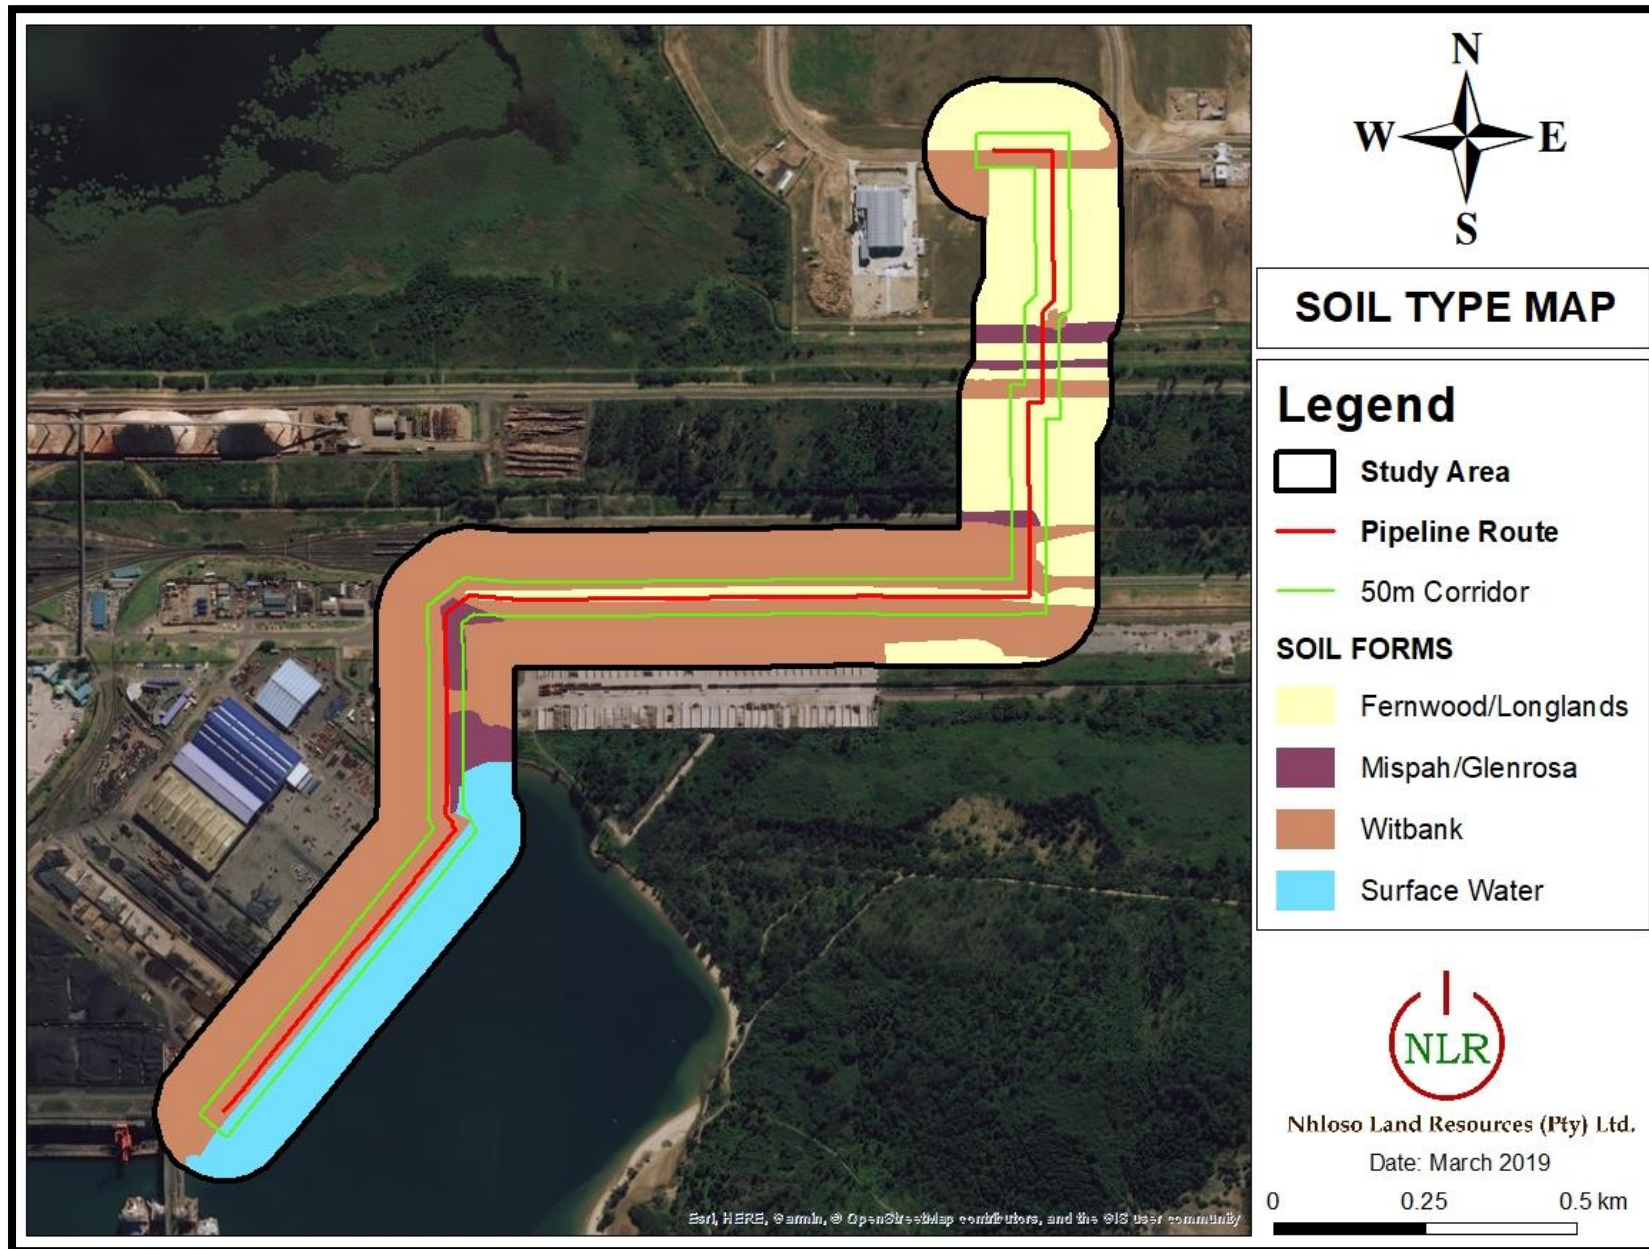 N
W E
S
SOIL TYPE MAP
Legend
Study Area
Pipeline Route
50m Corridor
SOIL FORMS
Fernwood/Longlands
Mispah/Glenrosa
Witbank
Surface Water
NLR
Nhloso Land Resources (Pty) Ltd.
Date: March 2019
0 0.25 0.5 km
Esri, HERE, Garmin, © OpenStreetMap contributors, and the GIS user community